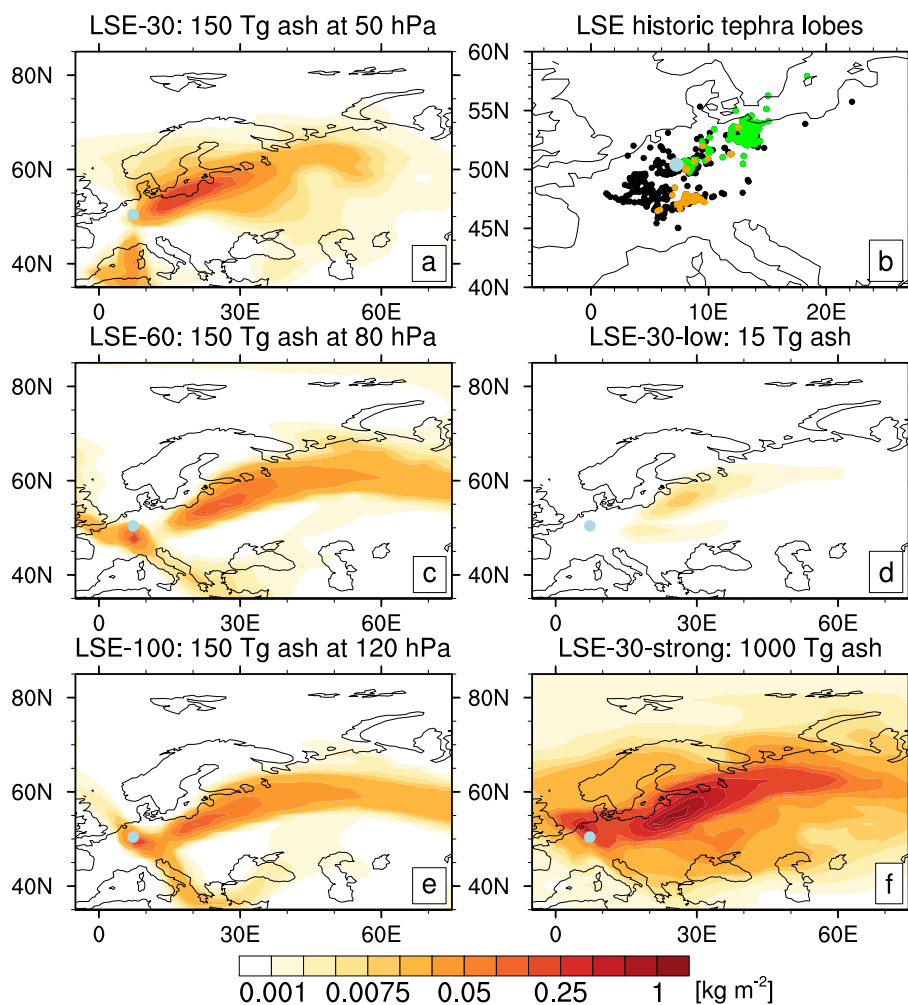 LSE-30: 150 Tg ash at 50 hPa
LSE historic tephra lobes
80N
60N
40N
0
30E
60E
a
60N
55N
50N
45N
40N
0
10E
20E
b
LSE-60: 150 Tg ash at 80 hPa
LSE-30-low: 15 Tg ash
80N
60N
40N
0
30E
60E
c
80N
60N
40N
0
30E
60E
d
LSE-100: 150 Tg ash at 120 hPa
LSE-30-strong: 1000 Tg ash
80N
60N
40N
0
30E
60E
e
80N
60N
40N
0
30E
60E
f
0.001 0.0075 0.05 0.25 1 [kg m⁻²]